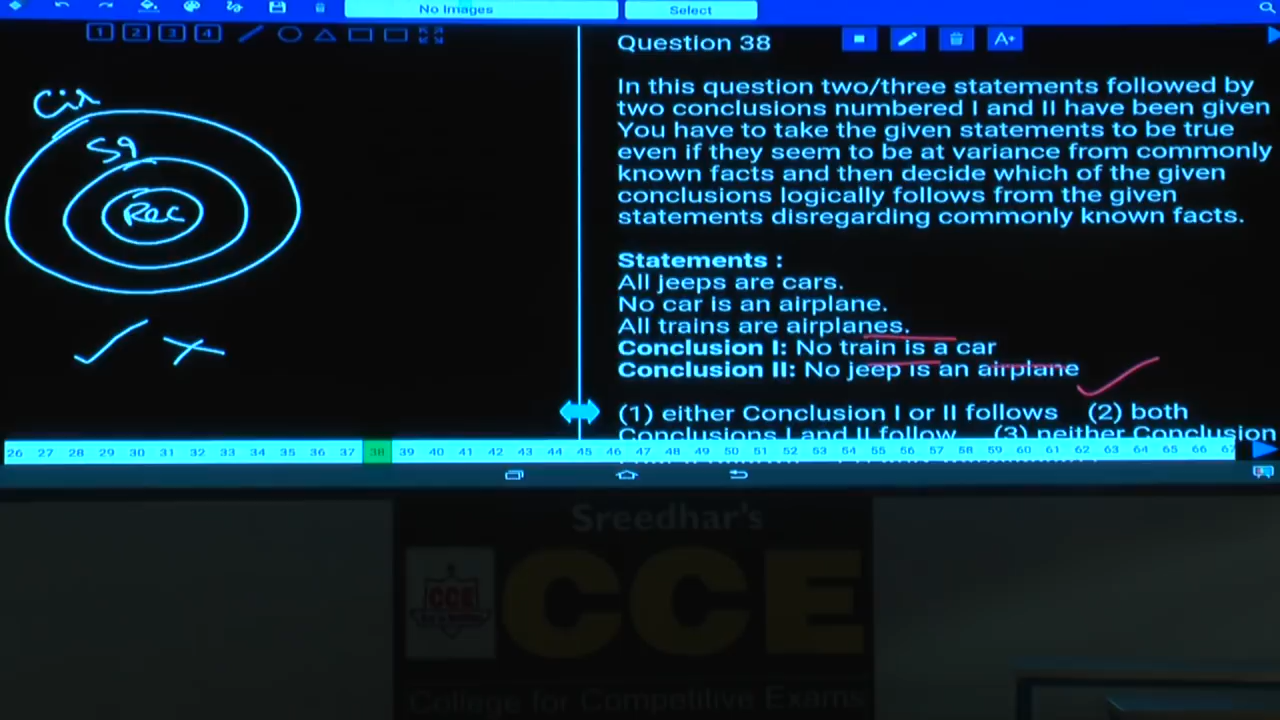 No Images
Select
1 2 3 4
A+
Question 38
Cir
Sq
Rec
In this question two/three statements followed by
two conclusions numbered I and II have been given
You have to take the given statements to be true
even if they seem to be at variance from commonly
known facts and then decide which of the given
conclusions logically follows from the given
statements disregarding commonly known facts.
Statements :
All jeeps are cars.
No car is an airplane.
All trains are airplanes.
Conclusion I: No train is a car
Conclusion II: No jeep is an airplane
(1) either Conclusion I or II follows (2) both
Conclusions I and II follow (3) neither Conclusion
26 27 28 29 30 31 32 33 34 35 36 37 38 39 40 41 42 43 44 45 46 47 48 49 50 51 52 53 54 55 56 57 58 59 60 61 62 63 64 65 66 67
Sreedhar's
CCE
CCE
College for Competitive Exams